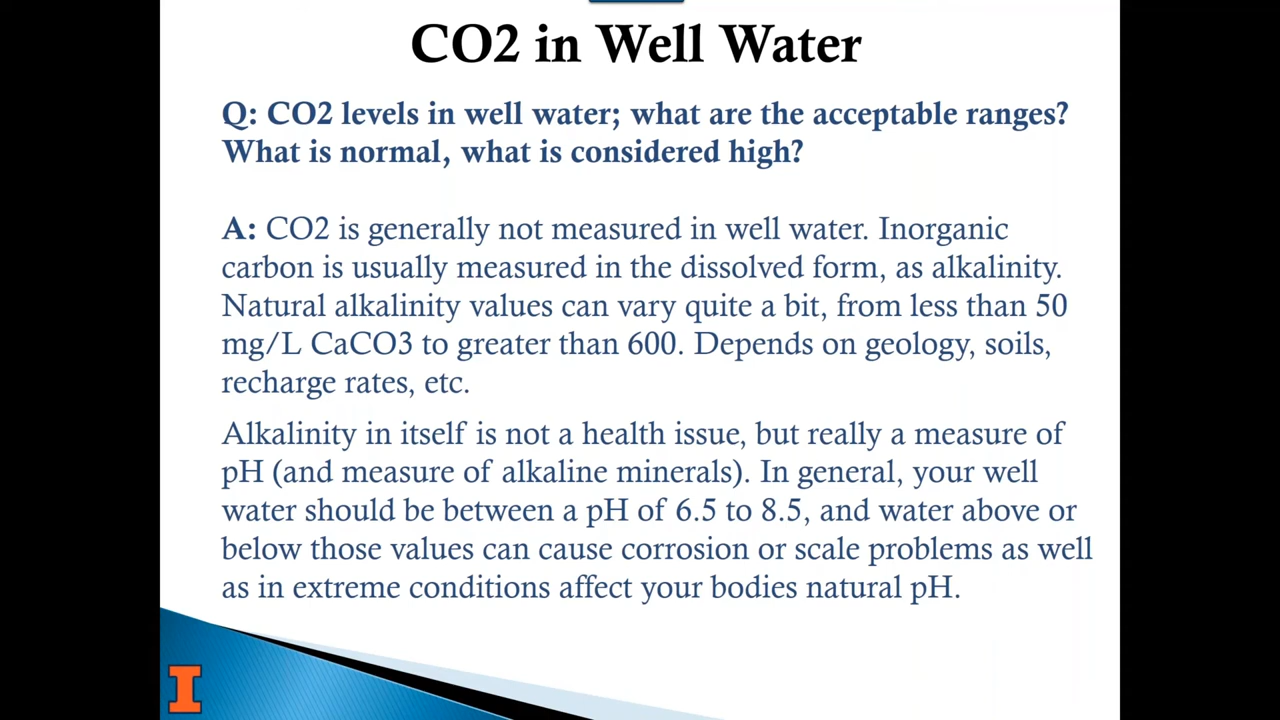 CO2 in Well Water
Q: CO2 levels in well water; what are the acceptable ranges?
What is normal, what is considered high?
A: CO2 is generally not measured in well water. Inorganic
carbon is usually measured in the dissolved form, as alkalinity.
Natural alkalinity values can vary quite a bit, from less than 50
mg/L CaCO3 to greater than 600. Depends on geology, soils,
recharge rates, etc.
Alkalinity in itself is not a health issue, but really a measure of
pH (and measure of alkaline minerals). In general, your well
water should be between a pH of 6.5 to 8.5, and water above or
below those values can cause corrosion or scale problems as well
as in extreme conditions affect your bodies natural pH.
I